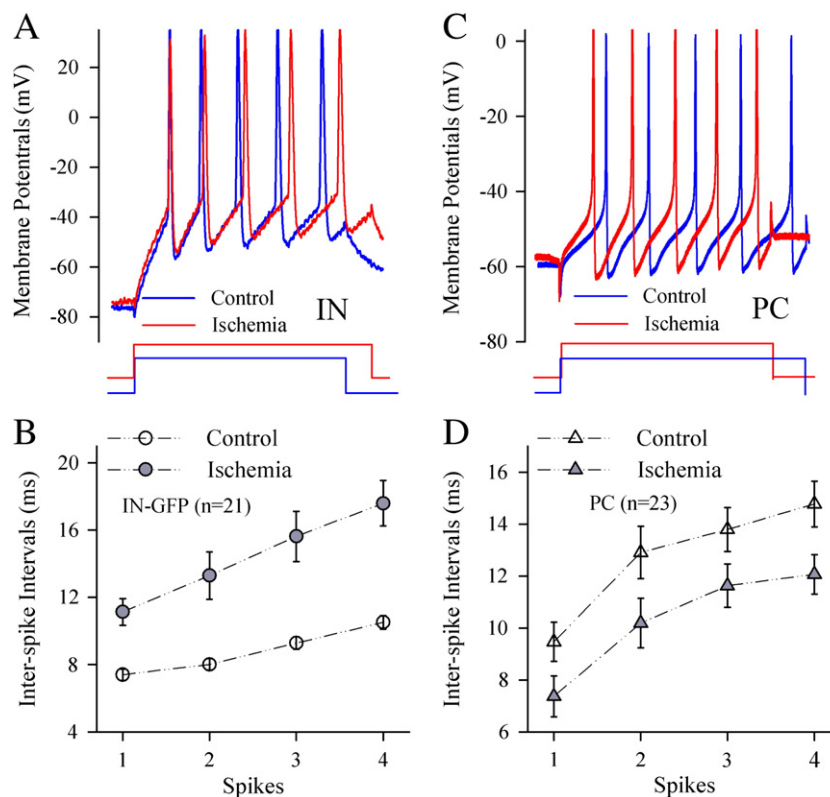 A
Membrane Potentrals (mV)
20
0
-20
-40
-60
-80
Control
Ischemia
IN
C
Membrane Potentials (mV)
0
-20
-40
-60
-80
Control
Ischemia
PC
B
Control
Ischemia
IN-GFP (n=21)
Inter-spike Intervals (ms)
20
16
12
8
4
1 2 3 4
Spikes
D
Control
Ischemia
PC (n=23)
Inter-spike Intervals (ms)
16
14
12
10
8
6
1 2 3 4
Spikes